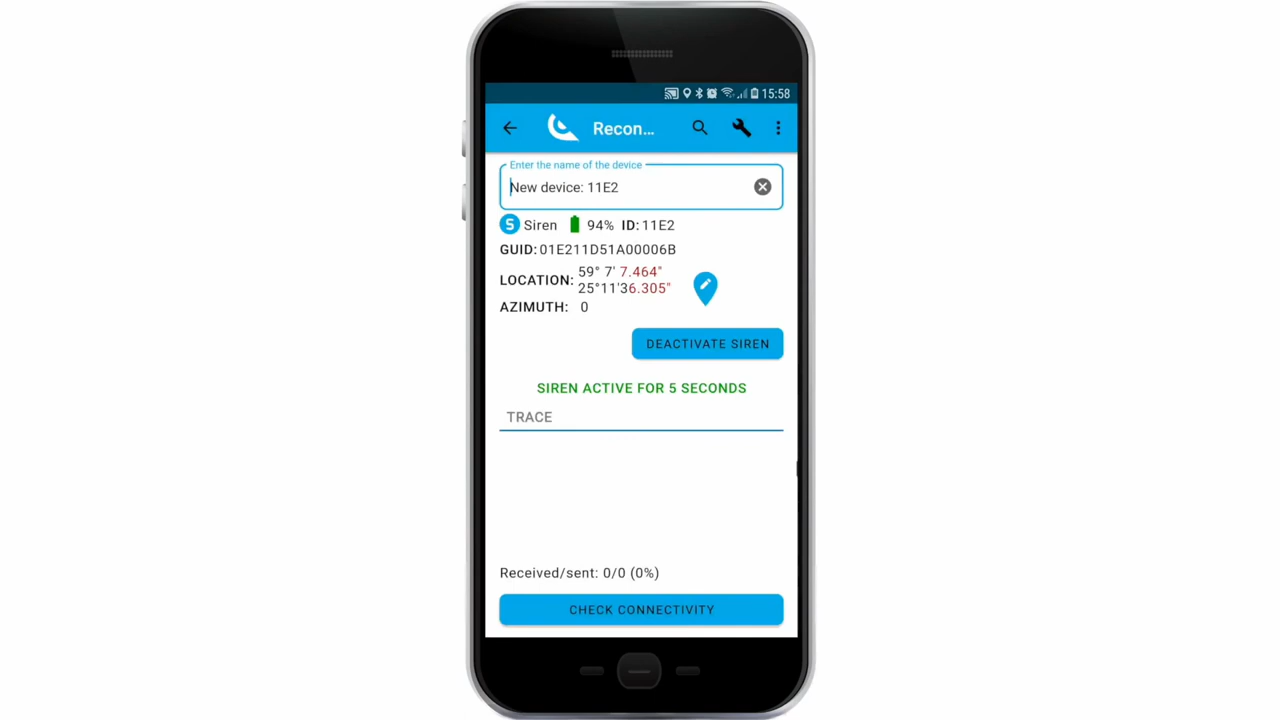 15:58
Recon...
Enter the name of the device
New device: 11E2
S Siren 94% ID: 11E2
GUID: 01E211D51A00006B
LOCATION: 59° 7' 7.464"
25°11'36.305"
AZIMUTH: 0
DEACTIVATE SIREN
SIREN ACTIVE FOR 5 SECONDS
TRACE
Received/sent: 0/0 (0%)
CHECK CONNECTIVITY